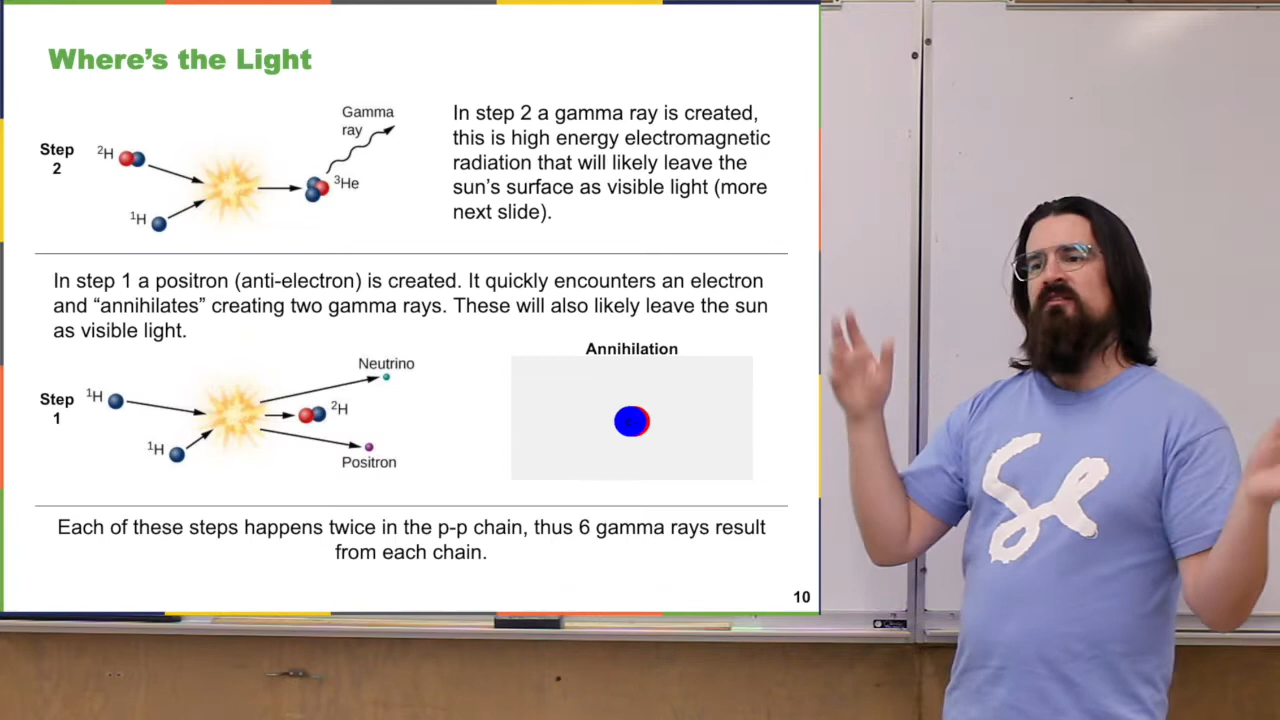 Where's the Light
Gamma
ray
Step
2
²H
³He
¹H
In step 2 a gamma ray is created,
this is high energy electromagnetic
radiation that will likely leave the
sun's surface as visible light (more
next slide).
In step 1 a positron (anti-electron) is created. It quickly encounters an electron
and “annihilates” creating two gamma rays. These will also likely leave the sun
as visible light.
Annihilation
Neutrino
Step
1
¹H
²H
¹H
Positron
Each of these steps happens twice in the p-p chain, thus 6 gamma rays result
from each chain.
10